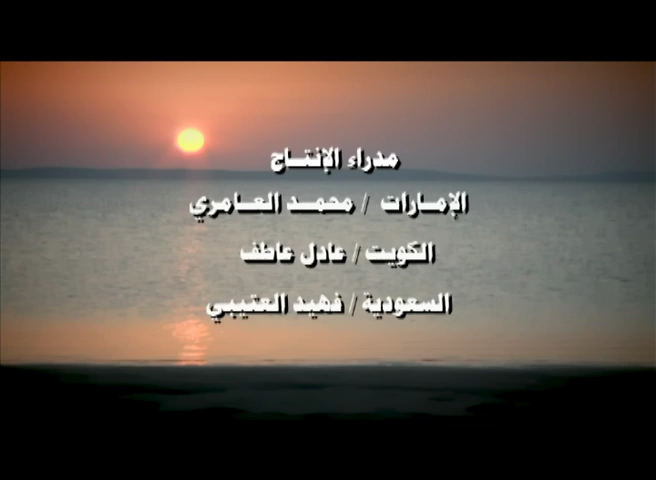 مدراء الإنتاج
الإمارات / محمد العامري
الكويت / عادل عاطف
السعودية / فهيد العتيبي